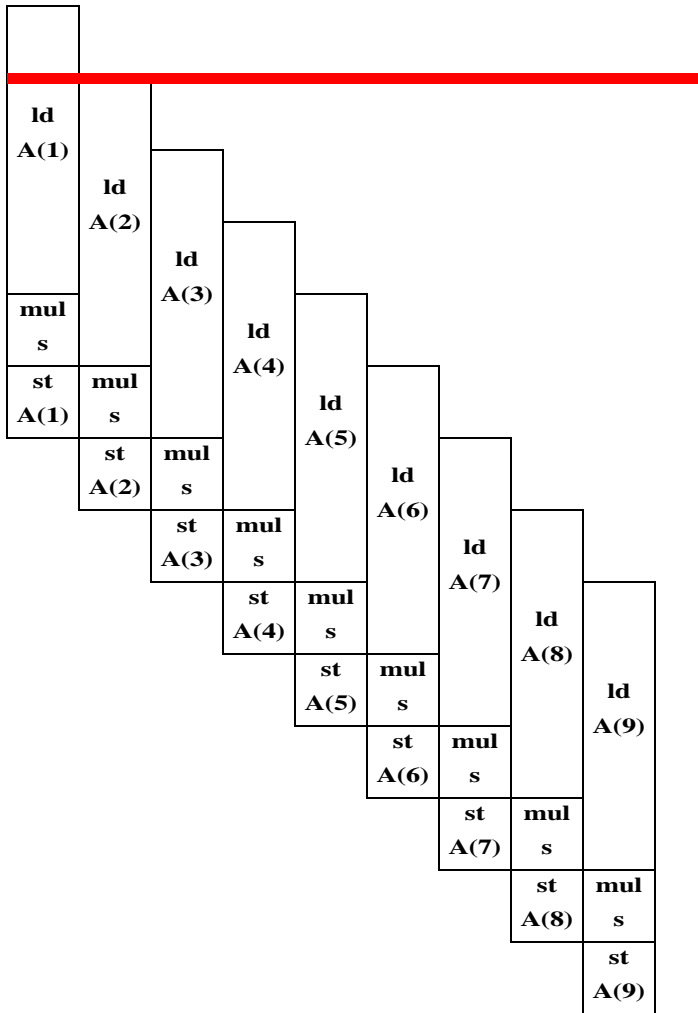 ld
A(1)
mul
s
st
A(1)
ld
A(2)
mul
s
st
A(2)
ld
A(3)
mul
s
st
A(3)
ld
A(4)
mul
s
st
A(4)
ld
A(5)
mul
s
st
A(5)
ld
A(6)
mul
s
st
A(6)
ld
A(7)
mul
s
st
A(7)
ld
A(8)
mul
s
st
A(8)
ld
A(9)
mul
s
st
A(9)